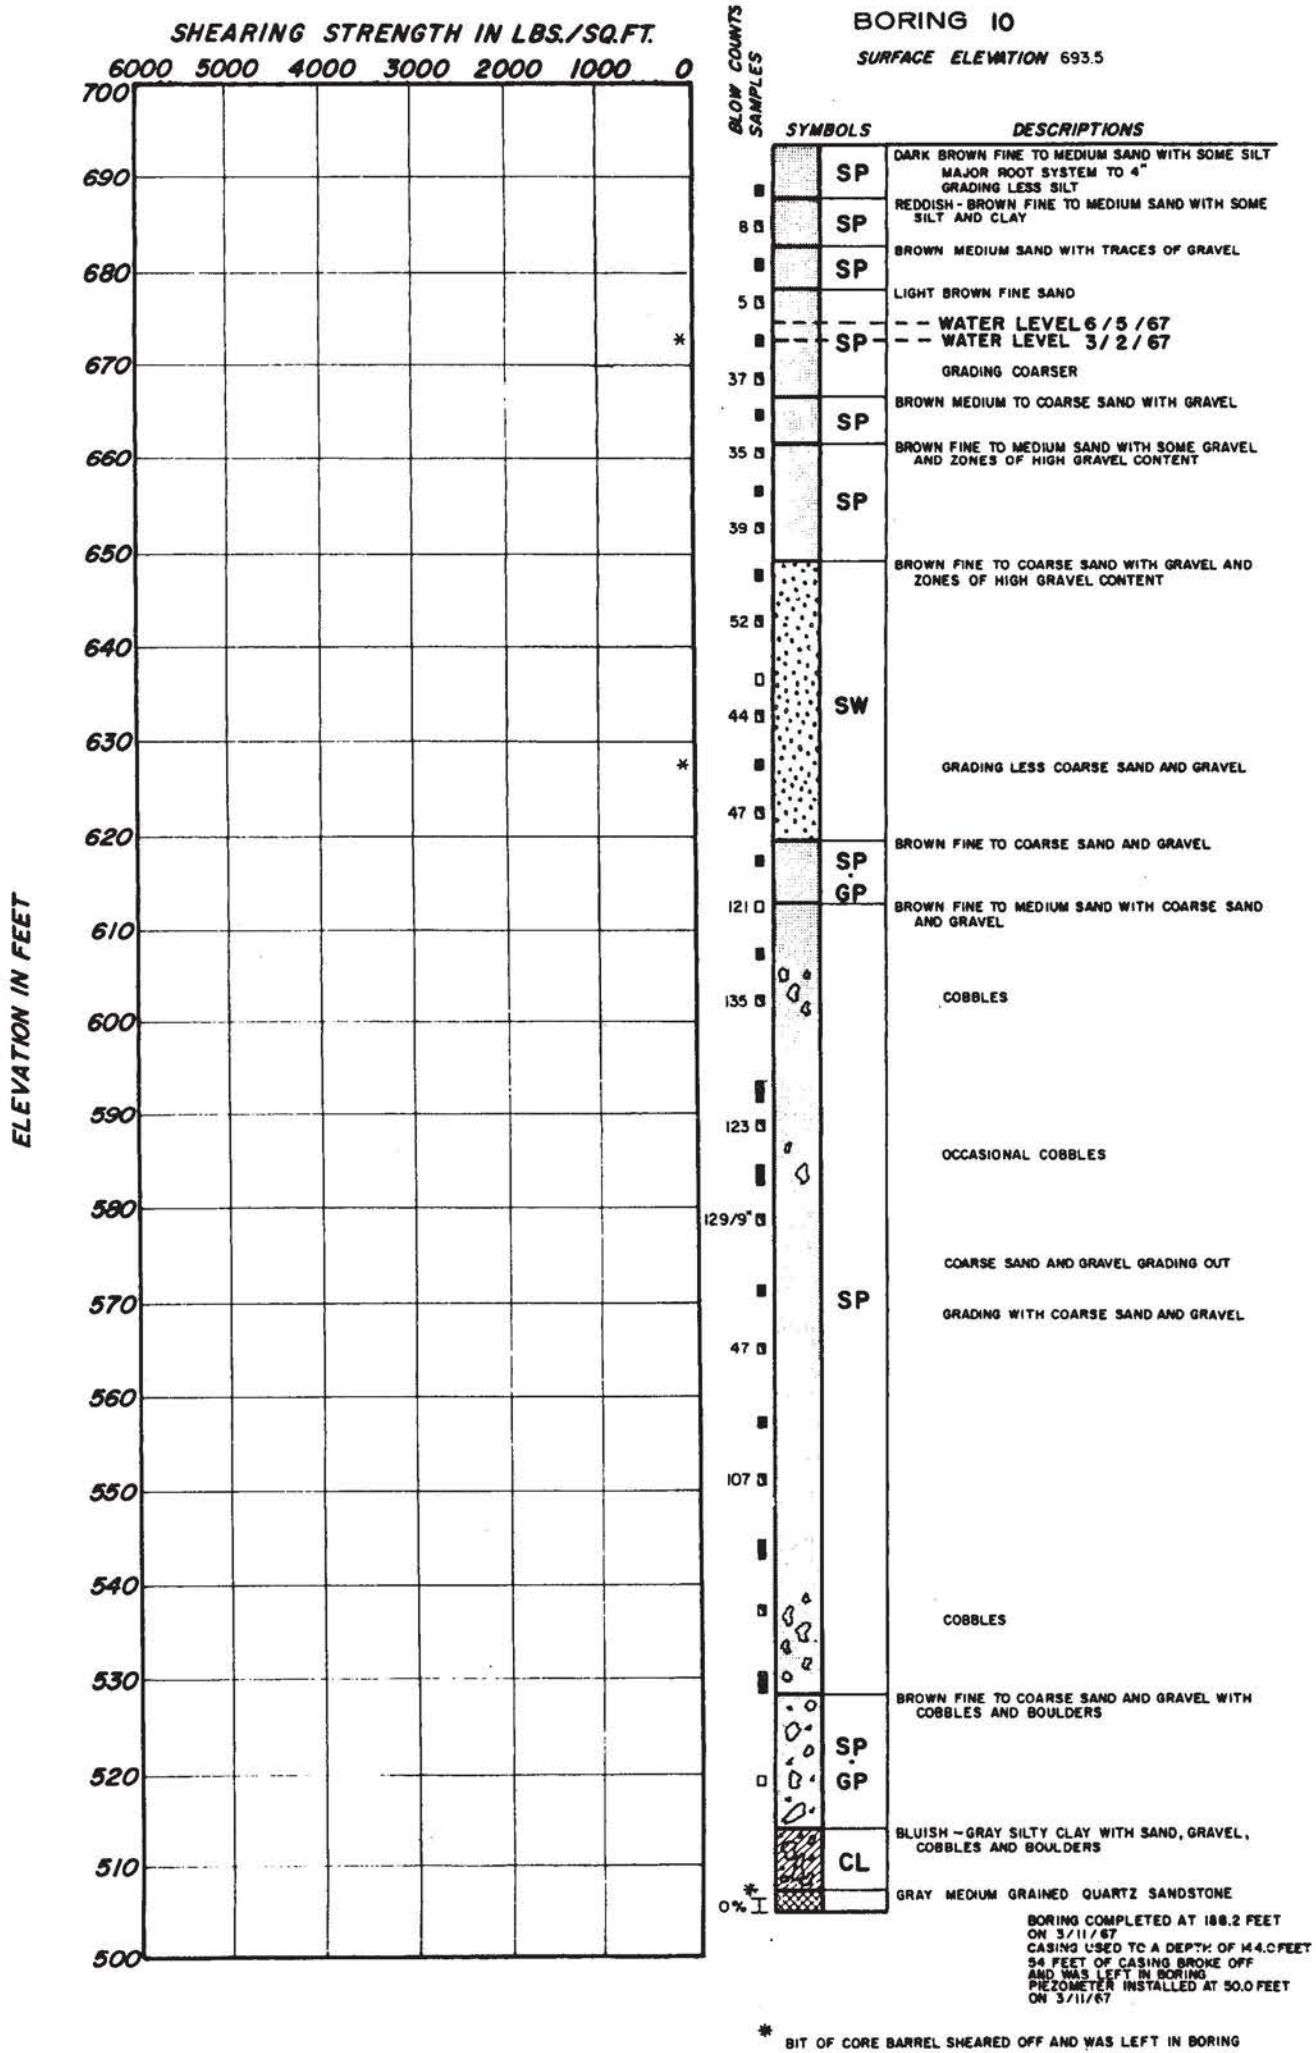 SHEARING STRENGTH IN LBS./SQ.FT.
6000 5000 4000 3000 2000 1000 0
BLOW COUNTS
SAMPLES
BORING 10
SURFACE ELEVATION 693.5
SYMBOLS DESCRIPTIONS
ELEVATION IN FEET
700
690
680
670
660
650
640
630
620
610
600
590
580
570
560
550
540
530
520
510
500
*
*
8
5
37
35
39
52
44
47
121
135
123
129/9"
47
107
*
0%
SP
SP
SP
SP
SP
SP
SW
SP
GP
SP
SP
GP
CL
DARK BROWN FINE TO MEDIUM SAND WITH SOME SILT
MAJOR ROOT SYSTEM TO 4"
GRADING LESS SILT
REDDISH-BROWN FINE TO MEDIUM SAND WITH SOME
SILT AND CLAY
BROWN MEDIUM SAND WITH TRACES OF GRAVEL
LIGHT BROWN FINE SAND
WATER LEVEL 6/5/67
WATER LEVEL 3/2/67
GRADING COARSER
BROWN MEDIUM TO COARSE SAND WITH GRAVEL
BROWN FINE TO MEDIUM SAND WITH SOME GRAVEL
AND ZONES OF HIGH GRAVEL CONTENT
BROWN FINE TO COARSE SAND WITH GRAVEL AND
ZONES OF HIGH GRAVEL CONTENT
GRADING LESS COARSE SAND AND GRAVEL
BROWN FINE TO COARSE SAND AND GRAVEL
BROWN FINE TO MEDIUM SAND WITH COARSE SAND
AND GRAVEL
COBBLES
OCCASIONAL COBBLES
COARSE SAND AND GRAVEL GRADING OUT
GRADING WITH COARSE SAND AND GRAVEL
COBBLES
BROWN FINE TO COARSE SAND AND GRAVEL WITH
COBBLES AND BOULDERS
BLUISH-GRAY SILTY CLAY WITH SAND, GRAVEL,
COBBLES AND BOULDERS
GRAY MEDIUM GRAINED QUARTZ SANDSTONE
BORING COMPLETED AT 188.2 FEET
ON 3/11/67
CASING USED TO A DEPTH OF 144.0 FEET
54 FEET OF CASING BROKE OFF
AND WAS LEFT IN BORING
PIEZOMETER INSTALLED AT 50.0 FEET
ON 3/11/67
* BIT OF CORE BARREL SHEARED OFF AND WAS LEFT IN BORING